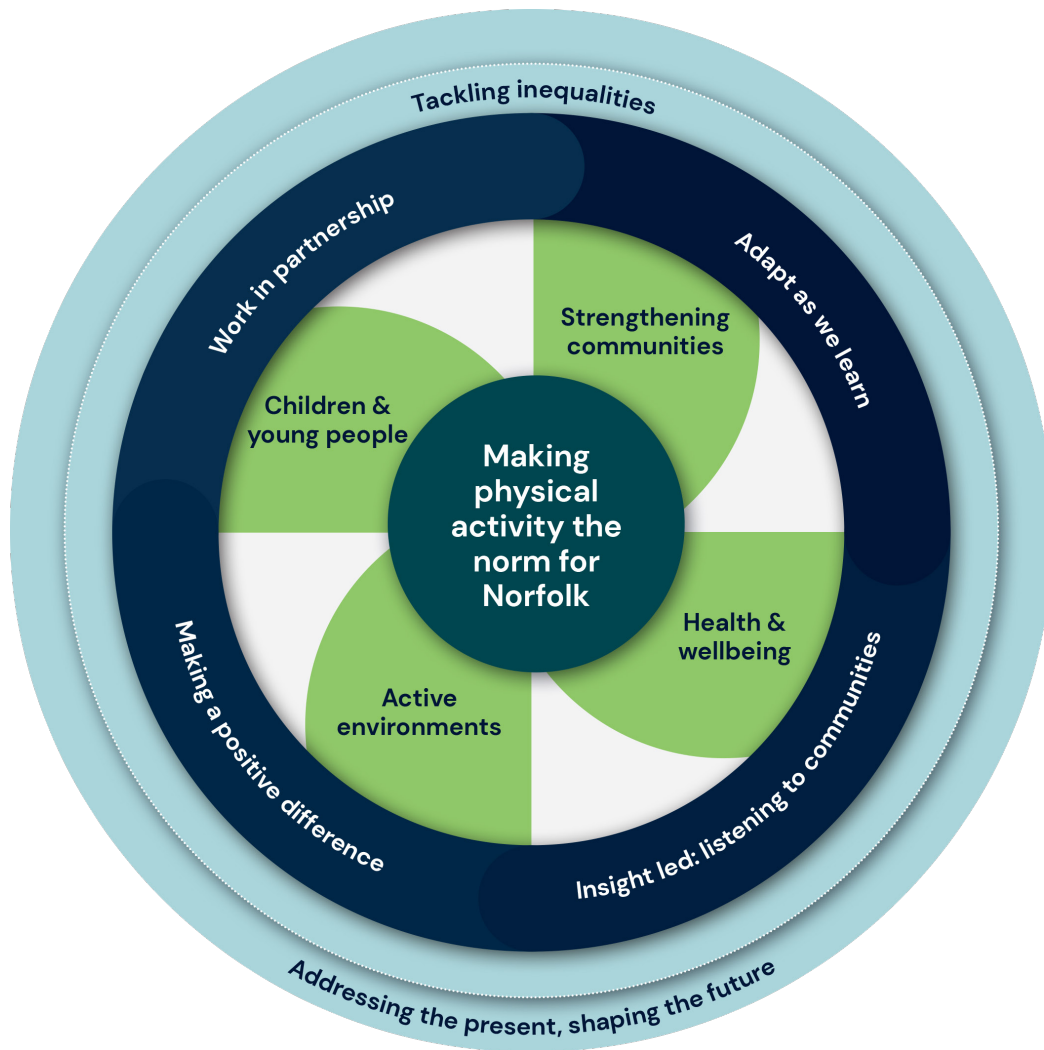 Tackling inequalities
Work in partnership
Adapt as we learn
Strengthening
communities
Children &
young people
Making
physical
activity the
norm for
Norfolk
Health &
wellbeing
Active
environments
Making a positive difference
Insight led: listening to communities
Addressing the present, shaping the future